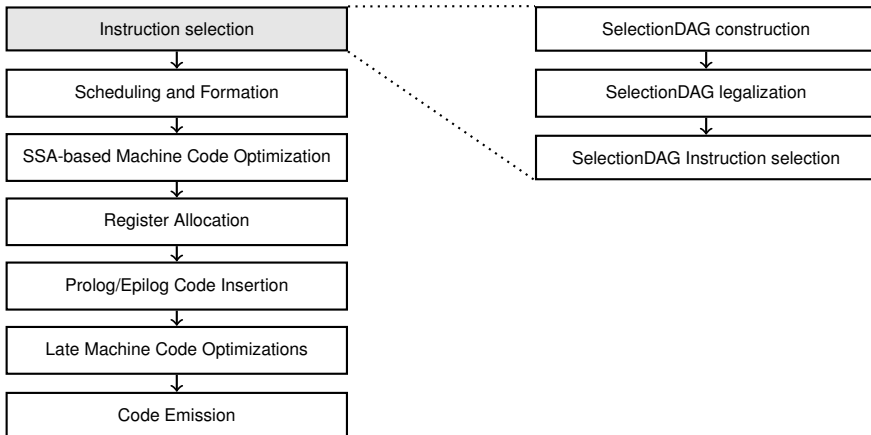 Instruction selection
Scheduling and Formation
SSA-based Machine Code Optimization
Register Allocation
Prolog/Epilog Code Insertion
Late Machine Code Optimizations
Code Emission
SelectionDAG construction
SelectionDAG legalization
SelectionDAG Instruction selection